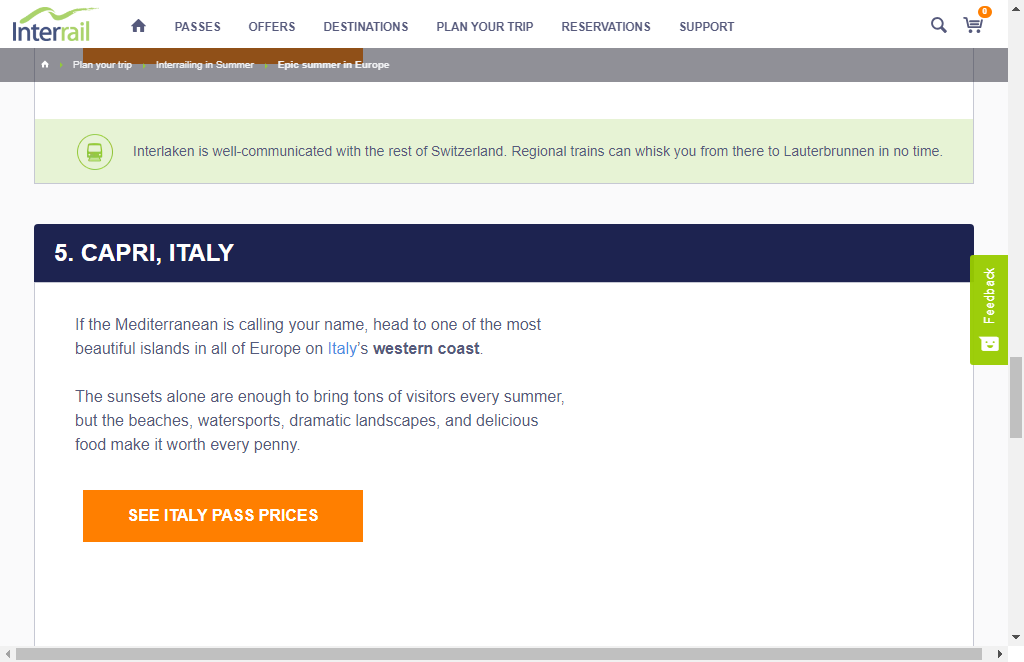 Interrail
PASSES
OFFERS
DESTINATIONS
PLAN YOUR TRIP
RESERVATIONS
SUPPORT
0
Plan your trip
Interrailing in Summer
Epic summer in Europe
Interlaken is well-communicated with the rest of Switzerland. Regional trains can whisk you from there to Lauterbrunnen in no time.
5. CAPRI, ITALY
Feedback
If the Mediterranean is calling your name, head to one of the most
beautiful islands in all of Europe on Italy's western coast.
The sunsets alone are enough to bring tons of visitors every summer,
but the beaches, watersports, dramatic landscapes, and delicious
food make it worth every penny.
SEE ITALY PASS PRICES